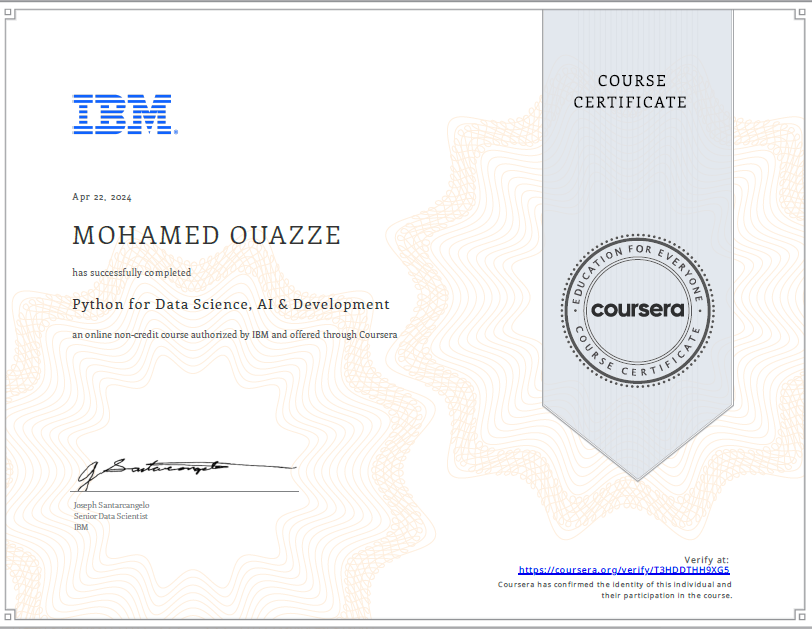 COURSE
CERTIFICATE
IBM®
Apr 22, 2024
MOHAMED OUAZZE
has successfully completed
Python for Data Science, AI & Development
an online non-credit course authorized by IBM and offered through Coursera
EDUCATION FOR EVERYONE
coursera
COURSE CERTIFICATE
J Santarcangelo
Joseph Santarcangelo
Senior Data Scientist
IBM
Verify at:
https://coursera.org/verify/T3HDDTHH9XG5
Coursera has confirmed the identity of this individual and
their participation in the course.